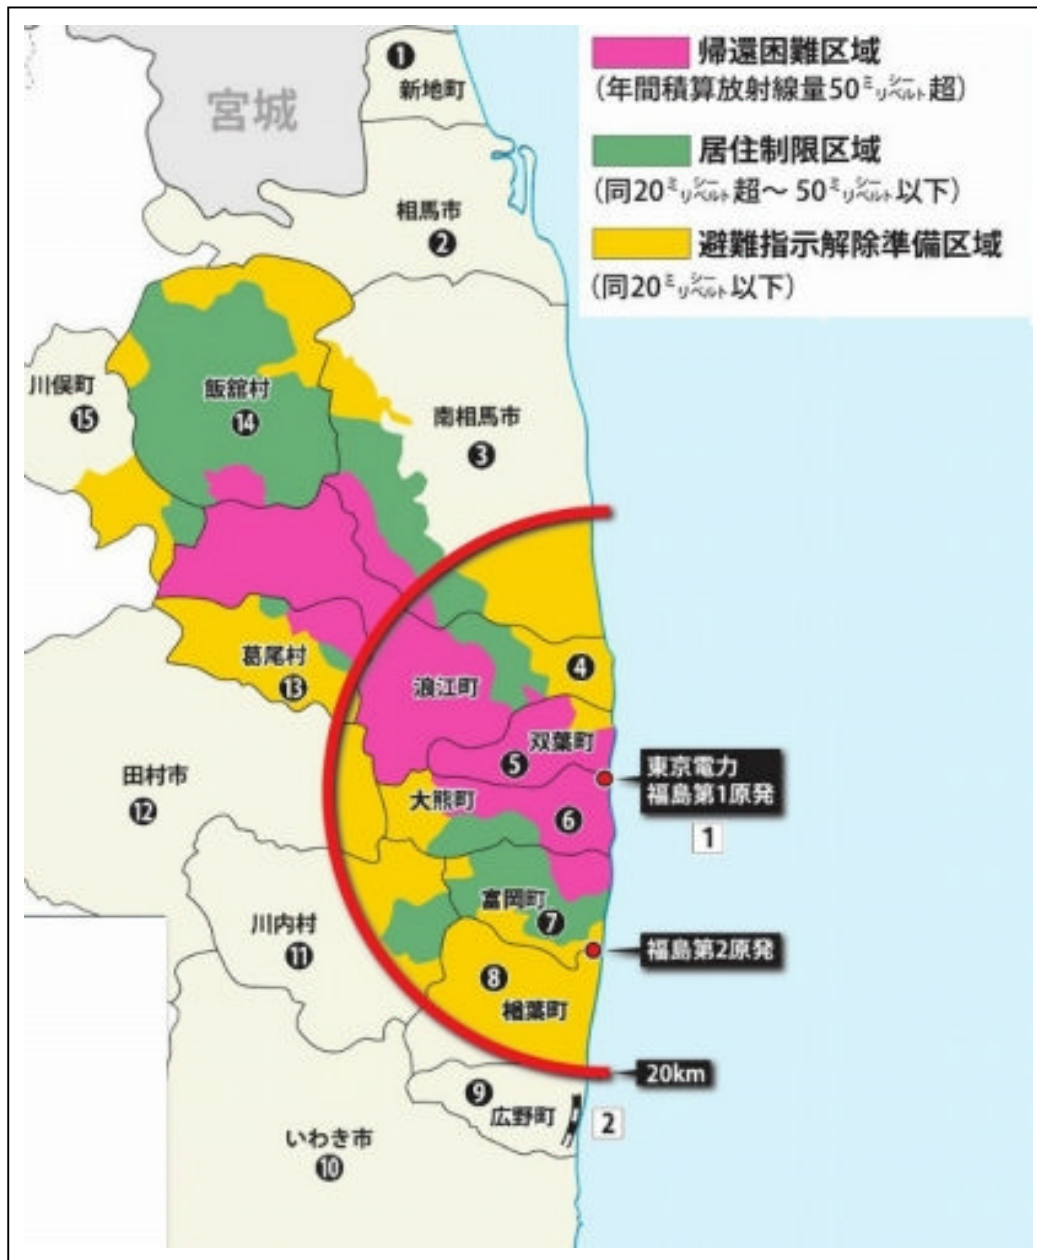 帰還困難区域
(年間積算放射線量50ミリシーベルト超)
居住制限区域
(同20ミリシーベルト超〜50ミリシーベルト以下)
避難指示解除準備区域
(同20ミリシーベルト以下)
宮城
❶
新地町
相馬市
❷
川俣町
⓯
飯舘村
⓮
南相馬市
❸
葛尾村
⓭
浪江町
❹
双葉町
❺
東京電力
福島第1原発
1
田村市
⓬
大熊町
❻
富岡町
❼
川内村
⓫
福島第2原発
❽
楢葉町
20km
❾
広野町
2
いわき市
❿